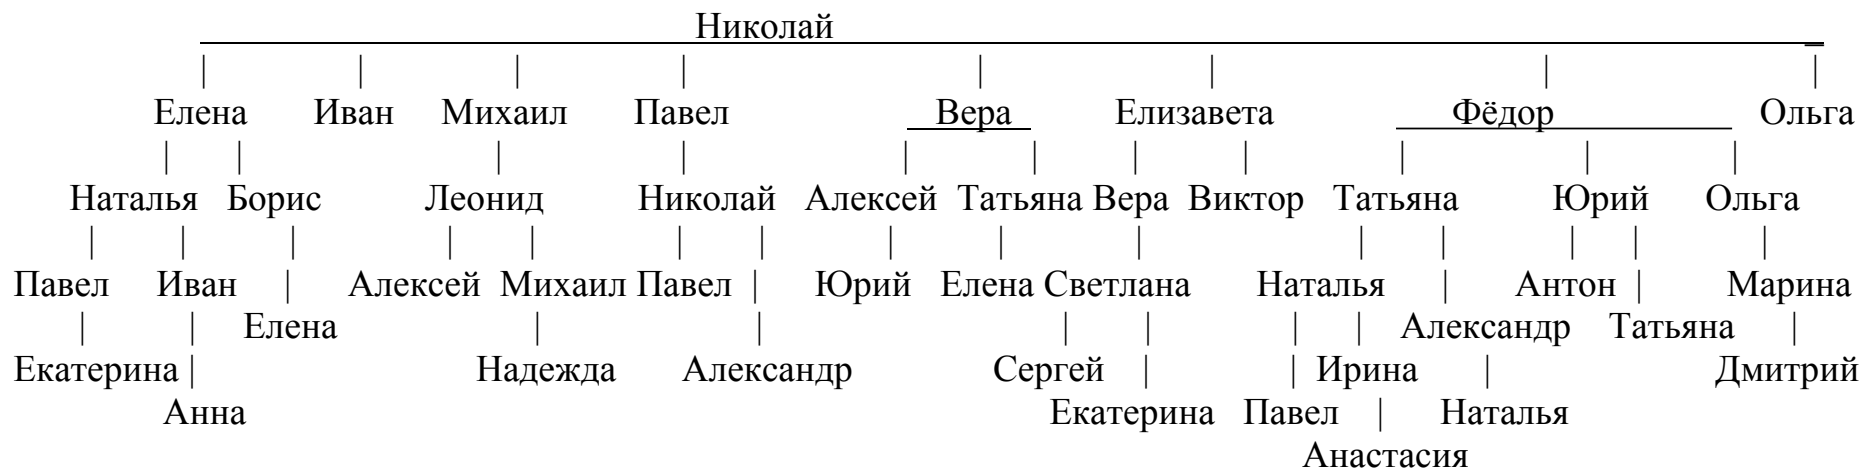 Николай
Елена Иван Михаил Павел Вера Елизавета Фёдор Ольга
Наталья Борис Леонид Николай Алексей Татьяна Вера Виктор Татьяна Юрий Ольга
Павел Иван Алексей Михаил Павел Юрий Елена Светлана Наталья Антон Марина
Елена Александр Татьяна
Екатерина Надежда Александр Сергей Ирина Дмитрий
Анна Екатерина Павел Наталья
Анастасия